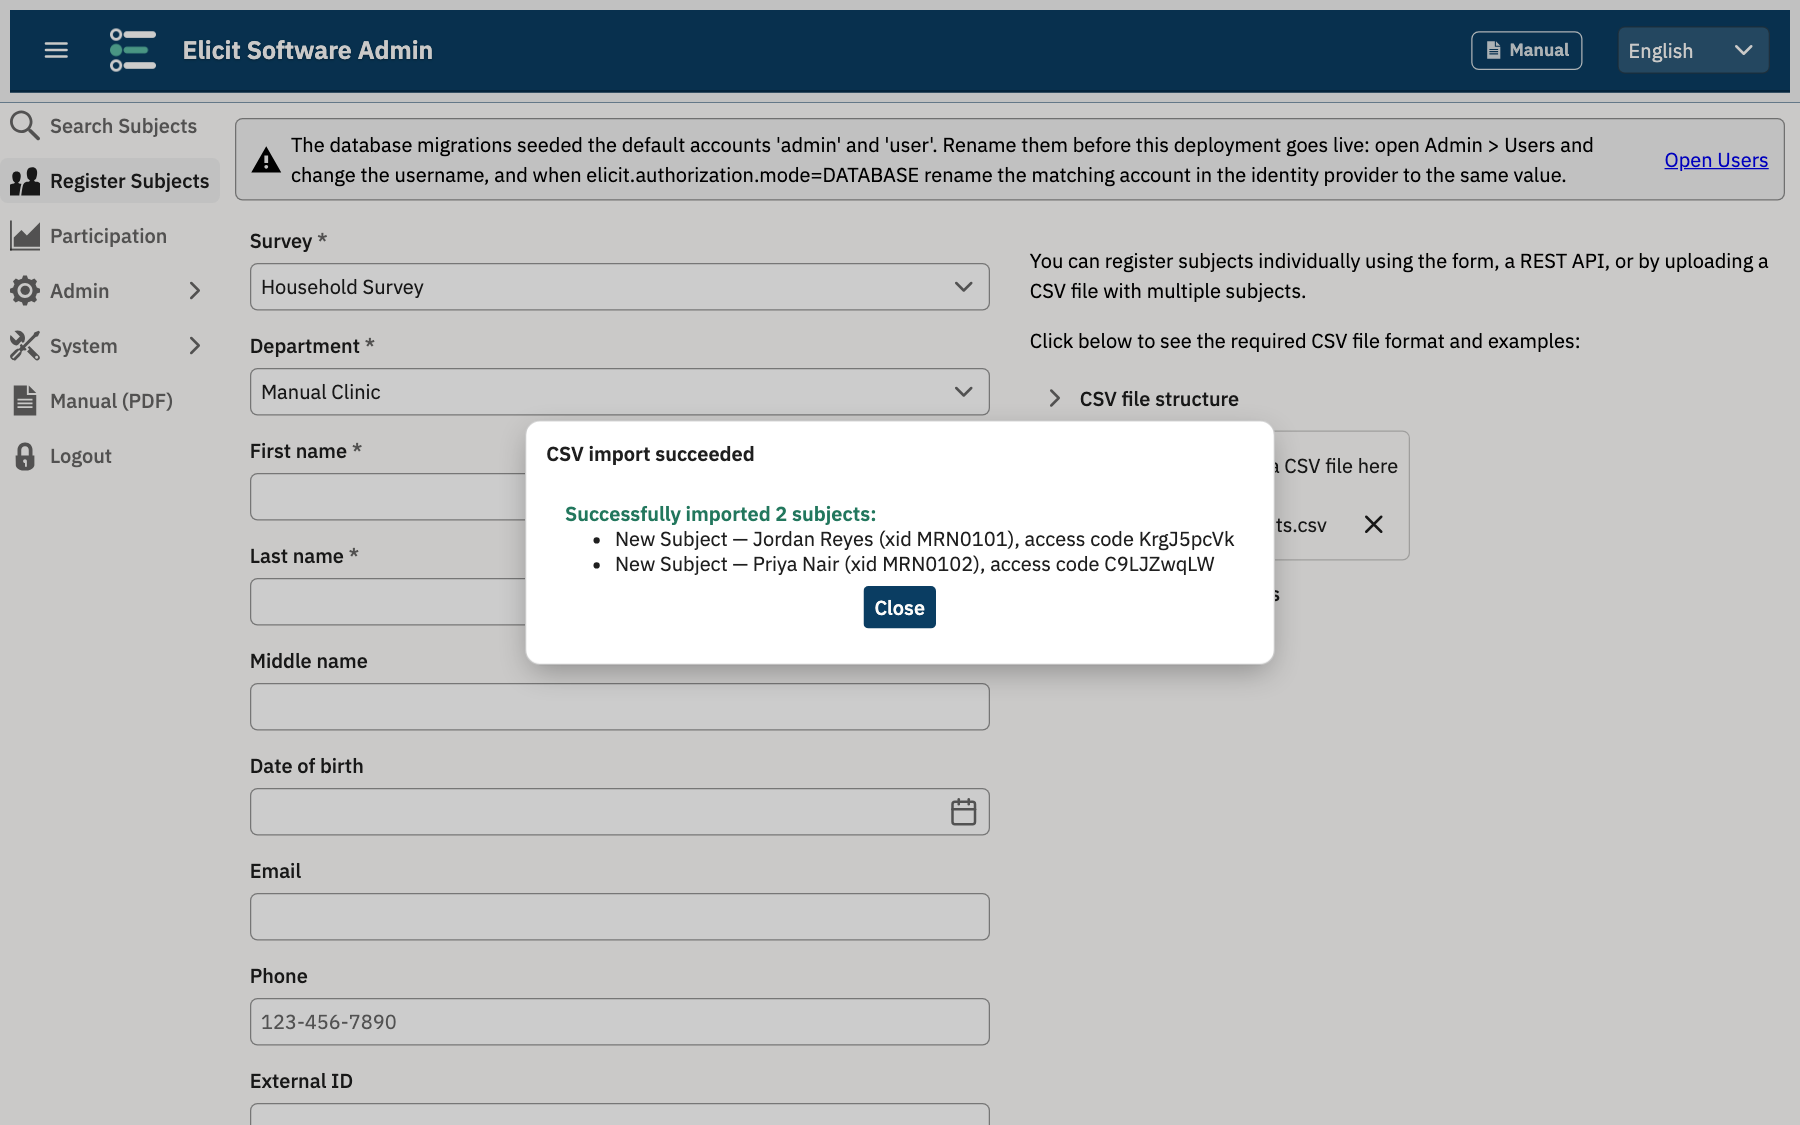 Elicit Software Admin
Manual
English
Search Subjects
Register Subjects
Participation
Admin
System
Manual (PDF)
Logout
The database migrations seeded the default accounts 'admin' and 'user'. Rename them before this deployment goes live: open Admin > Users and
change the username, and when elicit.authorization.mode=DATABASE rename the matching account in the identity provider to the same value.
Open Users
Survey *
Household Survey
Department *
Manual Clinic
First name *
Last name *
Middle name
Date of birth
Email
Phone
123-456-7890
External ID
You can register subjects individually using the form, a REST API, or by uploading a
CSV file with multiple subjects.
Click below to see the required CSV file format and examples:
CSV file structure
a CSV file here
ts.csv
CSV import succeeded
Successfully imported 2 subjects:
New Subject — Jordan Reyes (xid MRN0101), access code KrgJ5pcVk
New Subject — Priya Nair (xid MRN0102), access code C9LJZwqLW
Close